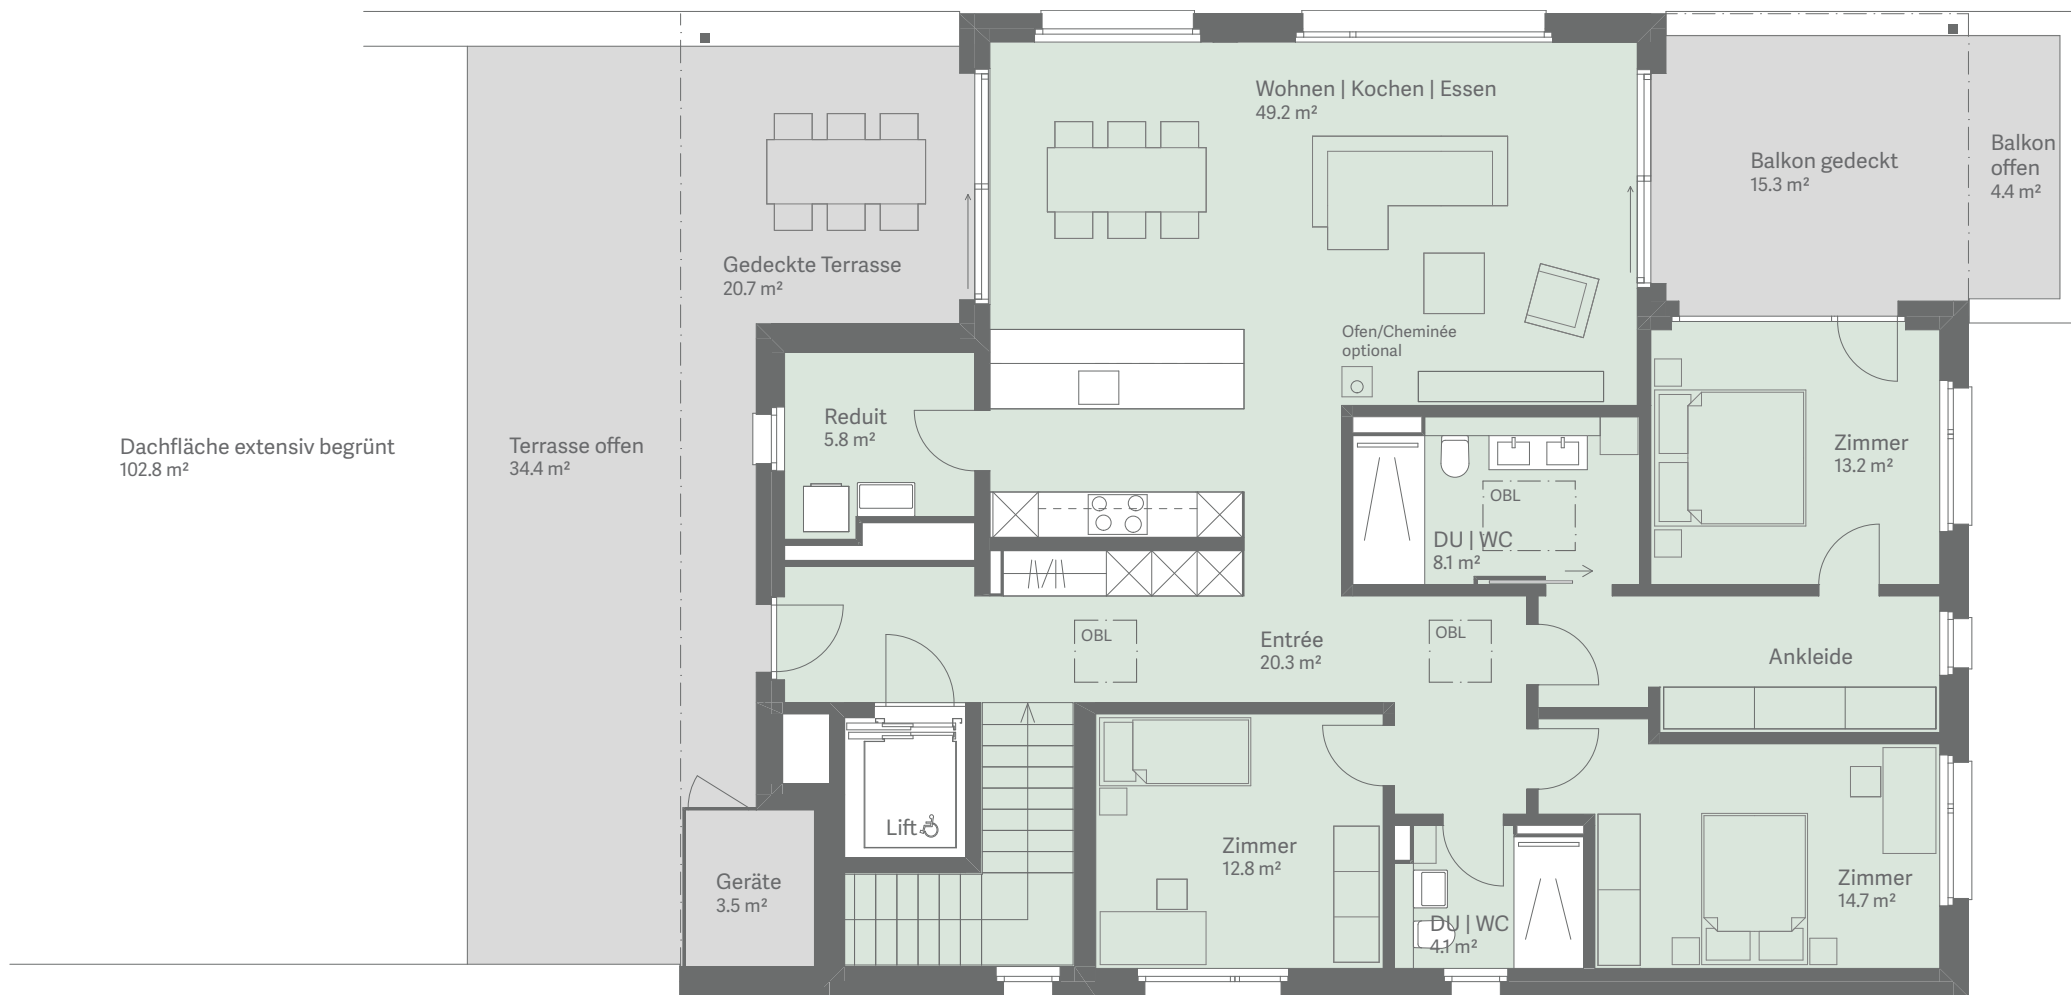 Wohnen | Kochen | Essen
49.2 m²
Balkon gedeckt
15.3 m²
Balkon
offen
4.4 m²
Gedeckte Terrasse
20.7 m²
Ofen/Cheminée
optional
Dachfläche extensiv begrünt
102.8 m²
Terrasse offen
34.4 m²
Reduit
5.8 m²
Zimmer
13.2 m²
OBL
DU | WC
8.1 m²
OBL
Entrée
20.3 m²
OBL
Ankleide
Lift
Geräte
3.5 m²
Zimmer
12.8 m²
DU | WC
4.1 m²
Zimmer
14.7 m²